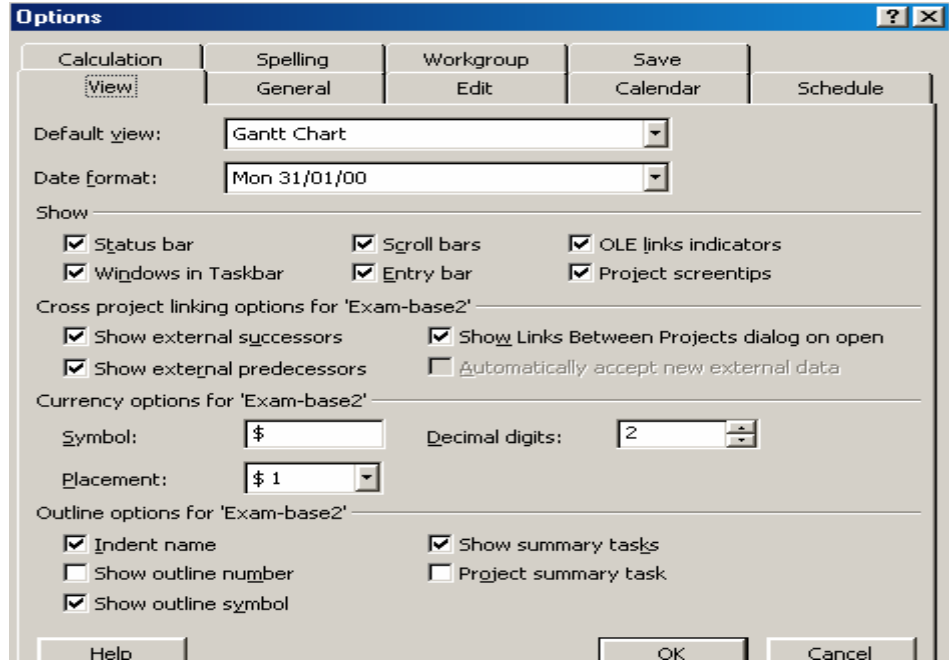 Options
Calculation Spelling Workgroup Save
View General Edit Calendar Schedule
Default view: Gantt Chart
Date format: Mon 31/01/00
Show
Status bar Scroll bars OLE links indicators
Windows in Taskbar Entry bar Project screentips
Cross project linking options for 'Exam-base2'
Show external successors Show Links Between Projects dialog on open
Show external predecessors Automatically accept new external data
Currency options for 'Exam-base2'
Symbol: $ Decimal digits: 2
Placement: $ 1
Outline options for 'Exam-base2'
Indent name Show summary tasks
Show outline number Project summary task
Show outline symbol
Help OK Cancel